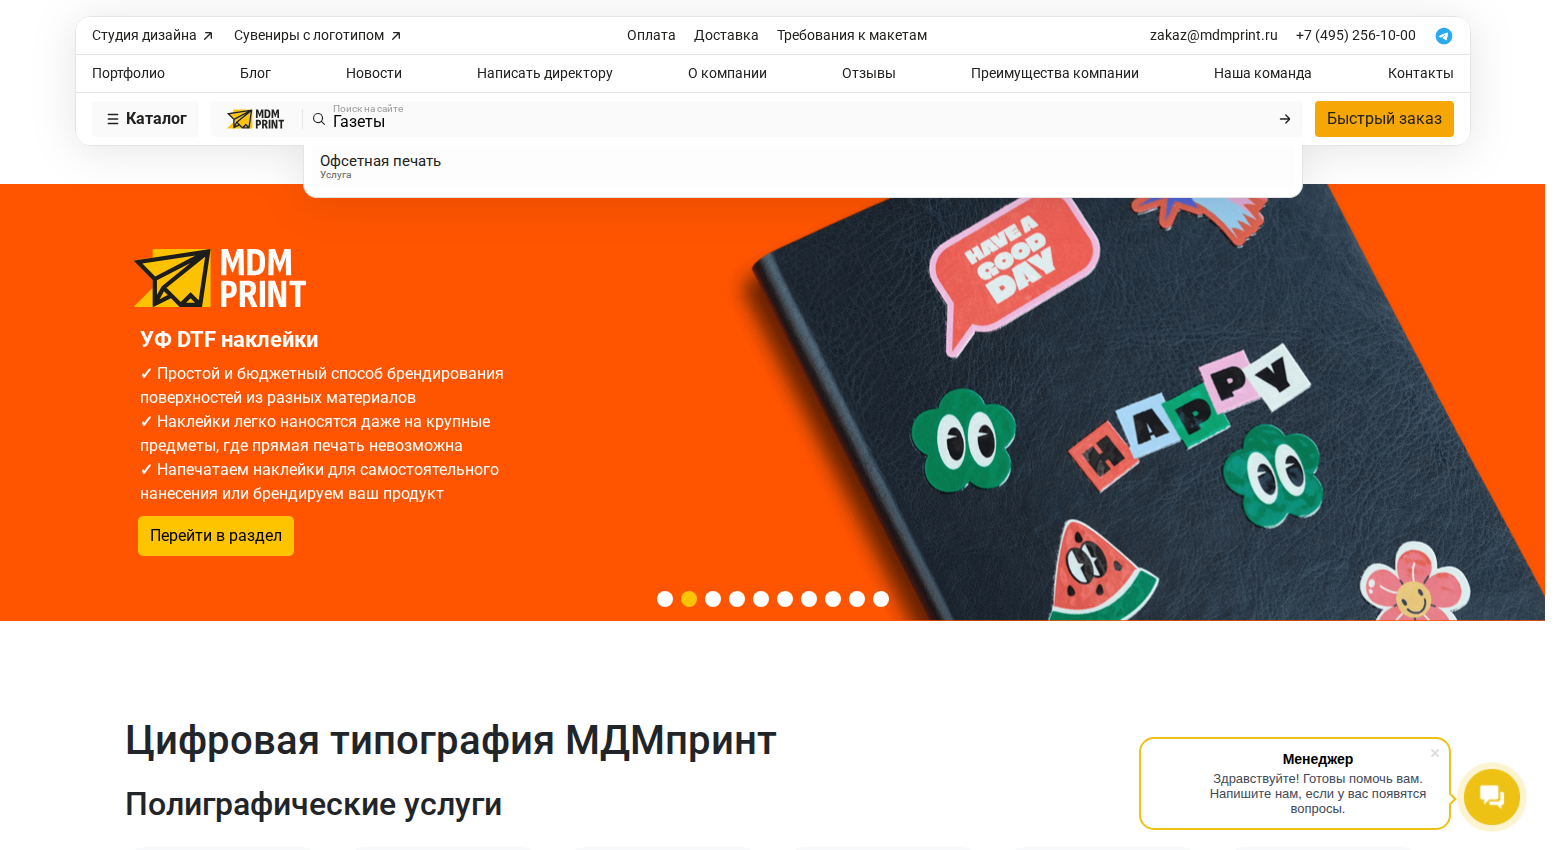 Студия дизайна Сувениры с логотипом Оплата Доставка Требования к макетам zakaz@mdmprint.ru +7 (495) 256-10-00
Портфолио Блог Новости Написать директору О компании Отзывы Преимущества компании Наша команда Контакты
Каталог MDM PRINT Поиск на сайте Газеты Быстрый заказ
Офсетная печать
Услуга
MDM
PRINT
УФ DTF наклейки
✓ Простой и бюджетный способ брендирования
поверхностей из разных материалов
✓ Наклейки легко наносятся даже на крупные
предметы, где прямая печать невозможна
✓ Напечатаем наклейки для самостоятельного
нанесения или брендируем ваш продукт
Перейти в раздел
HAVE A
GOOD
DAY
HAPPY
Цифровая типография МДМпринт
Полиграфические услуги
Менеджер
Здравствуйте! Готовы помочь вам.
Напишите нам, если у вас появятся
вопросы.